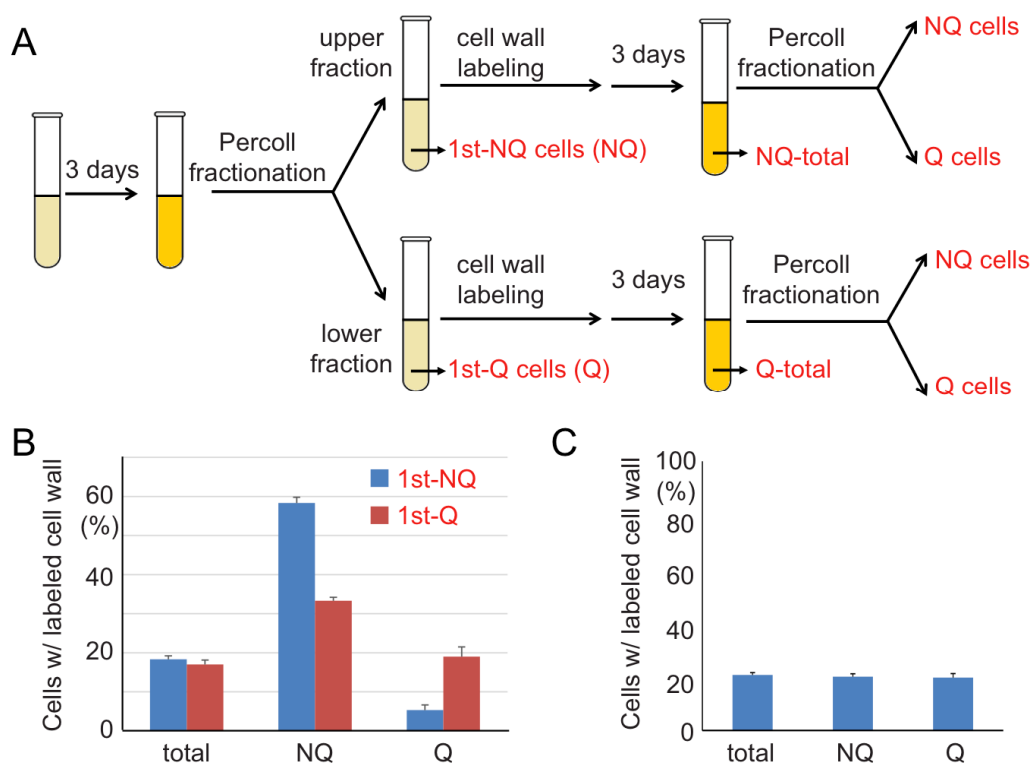 A
3 days
Percoll
fractionation
upper
fraction
cell wall
labeling
1st-NQ cells (NQ)
3 days
NQ-total
Percoll
fractionation
NQ cells
Q cells
lower
fraction
cell wall
labeling
1st-Q cells (Q)
3 days
Q-total
Percoll
fractionation
NQ cells
Q cells
B
Cells w/ labeled cell wall
(%)
60
40
20
0
1st-NQ
1st-Q
total NQ Q
C
Cells w/ labeled cell wall
100
(%)
80
60
40
20
0
total NQ Q